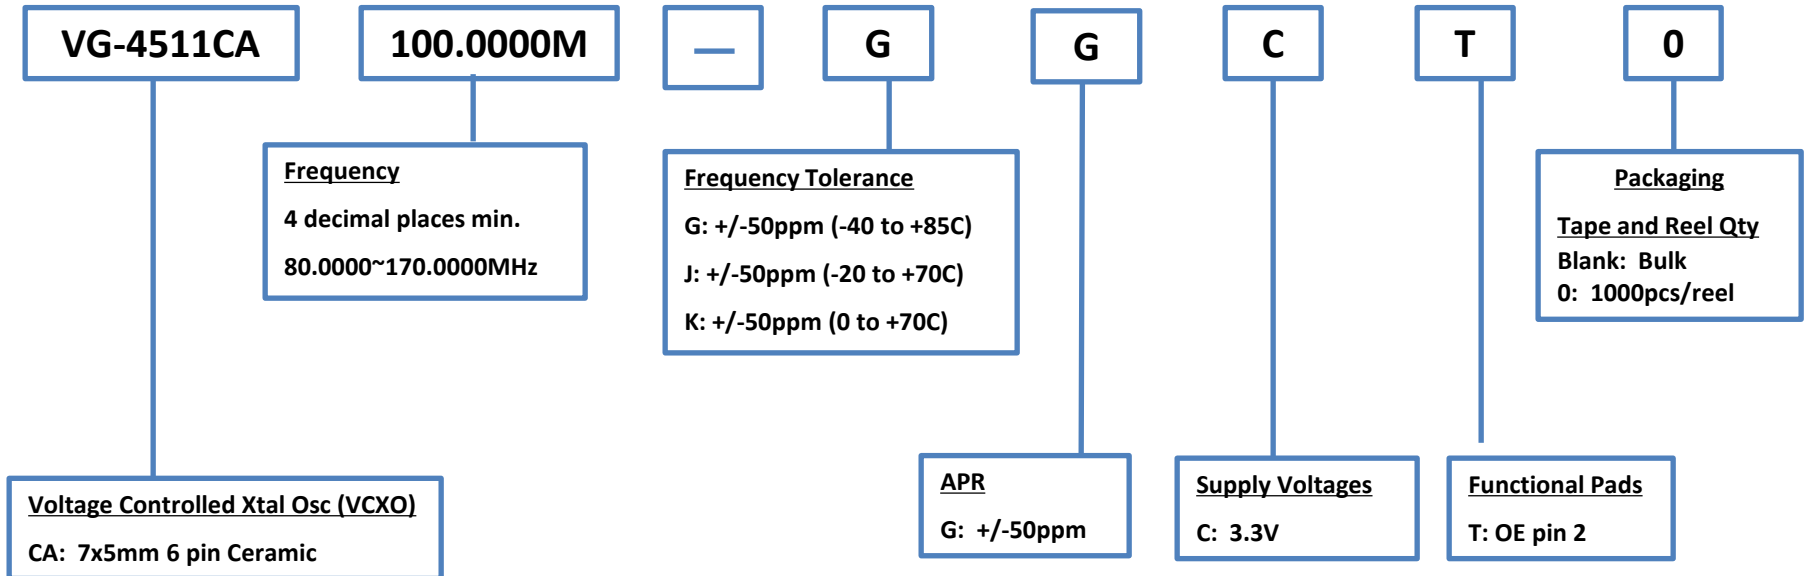 VG-4511CA 100.0000M — G G C T 0
Frequency
4 decimal places min.
80.0000~170.0000MHz
Frequency Tolerance
G: +/-50ppm (-40 to +85C)
J: +/-50ppm (-20 to +70C)
K: +/-50ppm (0 to +70C)
Packaging
Tape and Reel Qty
Blank: Bulk
0: 1000pcs/reel
Voltage Controlled Xtal Osc (VCXO)
CA: 7x5mm 6 pin Ceramic
APR
G: +/-50ppm
Supply Voltages
C: 3.3V
Functional Pads
T: OE pin 2